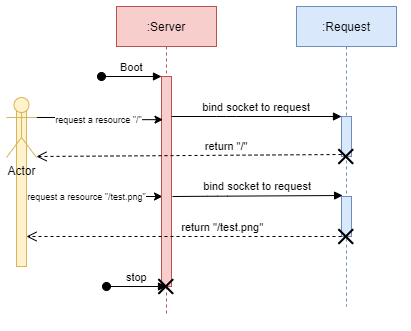 :Server
:Request
Boot
bind socket to request
request a resource "/"
return "/"
Actor
bind socket to request
request a resource "/test.png"
return "/test.png"
stop